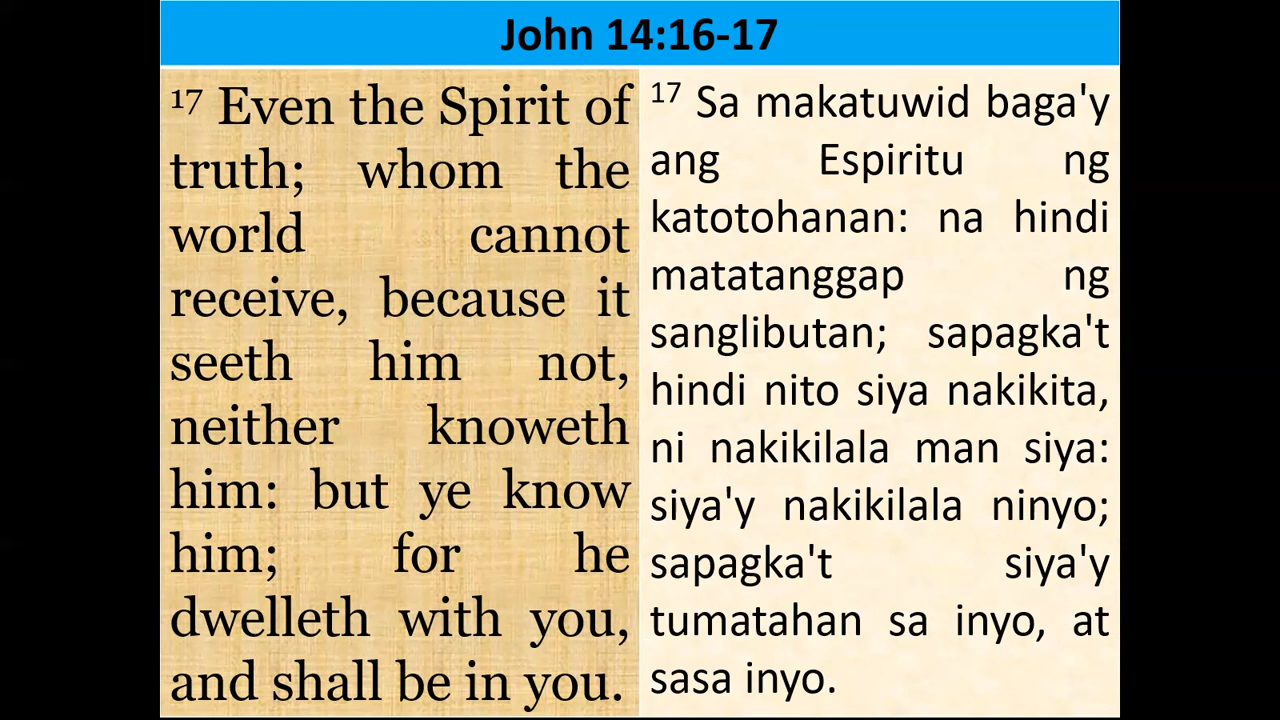 John 14:16-17
17 Even the Spirit of
truth; whom the
world cannot
receive, because it
seeth him not,
neither knoweth
him: but ye know
him; for he
dwelleth with you,
and shall be in you.
17 Sa makatuwid baga'y
ang Espiritu ng
katotohanan: na hindi
matatanggap ng
sanglibutan; sapagka't
hindi nito siya nakikita,
ni nakikilala man siya:
siya'y nakikilala ninyo;
sapagka't siya'y
tumatahan sa inyo, at
sasa inyo.